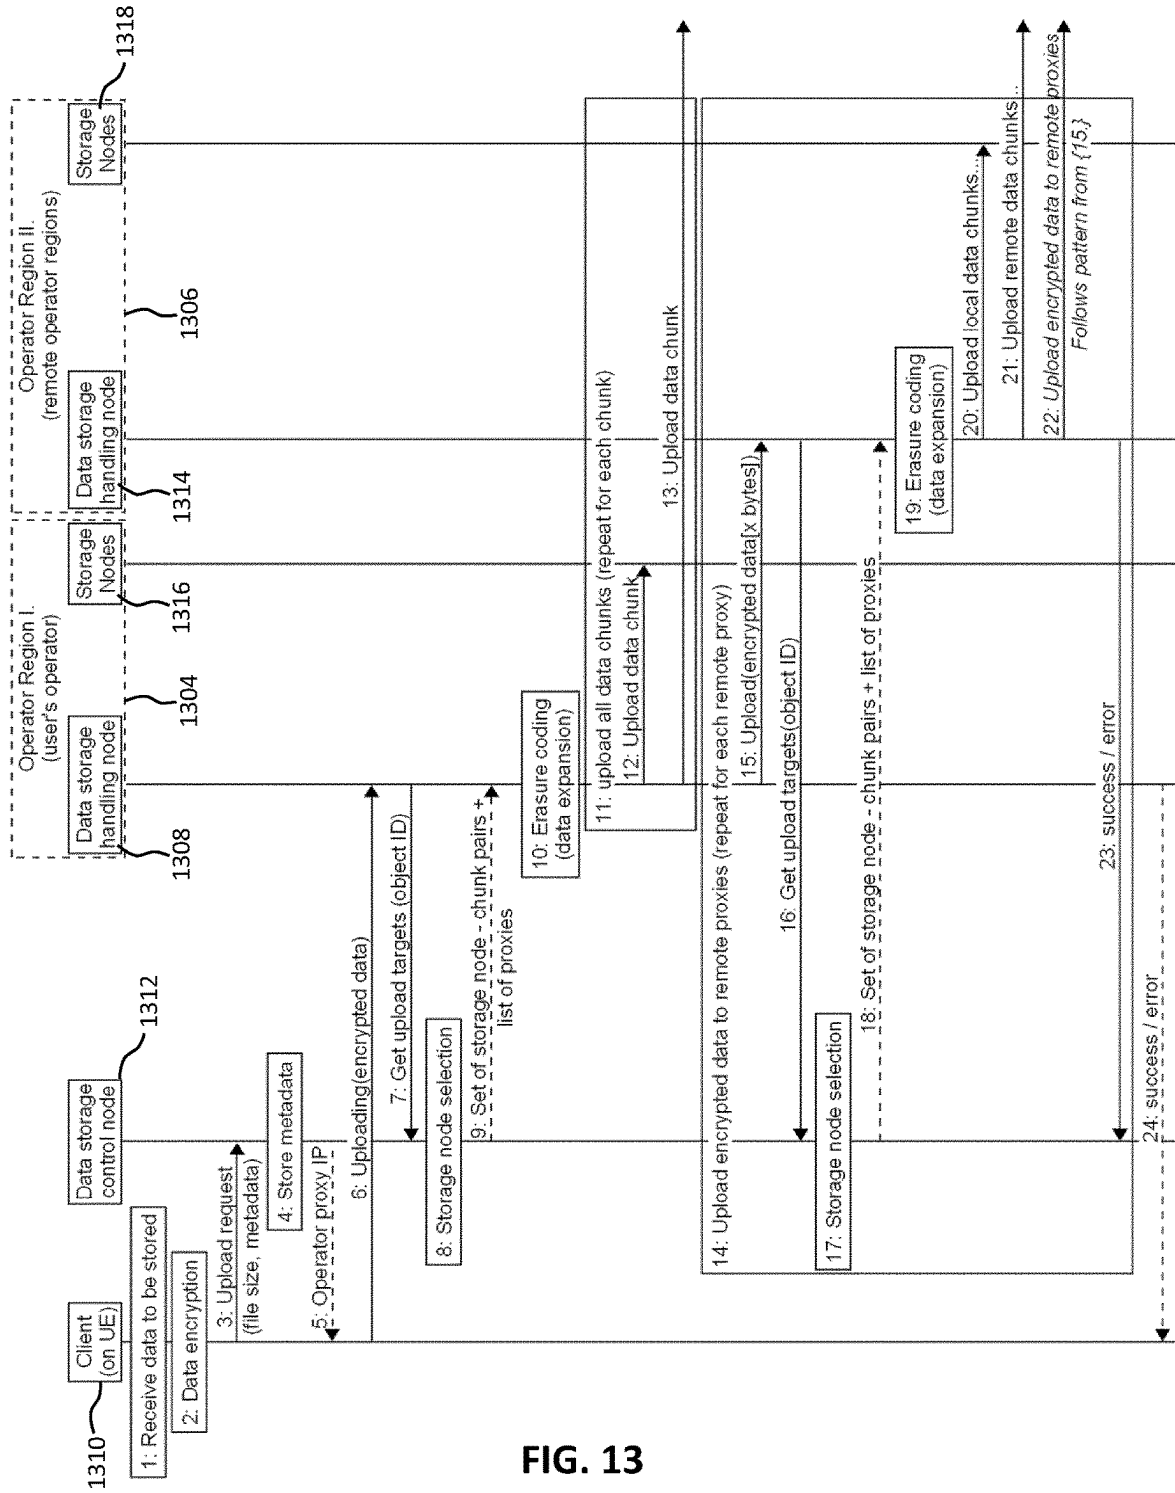 1310
Client
(on UE)
Data storage
control node
1312
Operator Region I.
(user's operator)
1304
1308
Data storage
handling node
1316
Storage
Nodes
Operator Region II.
(remote operator regions)
1306
1314
Data storage
handling node
1318
Storage
Nodes
1: Receive data to be stored
2: Data encryption
3: Upload request
(file size, metadata)
4: Store metadata
5: Operator proxy IP
6: Uploading(encrypted data)
7: Get upload targets (object ID)
8: Storage node selection
9: Set of storage node - chunk pairs +
list of proxies
10: Erasure coding
(data expansion)
11: upload all data chunks (repeat for each chunk)
12: Upload data chunk
13: Upload data chunk
14: Upload encrypted data to remote proxies (repeat for each remote proxy)
15: Upload(encrypted data[x bytes])
16: Get upload targets(object ID)
17: Storage node selection
18: Set of storage node - chunk pairs + list of proxies
19: Erasure coding
(data expansion)
20: Upload local data chunks...
21: Upload remote data chunks...
22: Upload encrypted data to remote proxies
Follows pattern from {15.}
23: success / error
24: success / error
FIG. 13